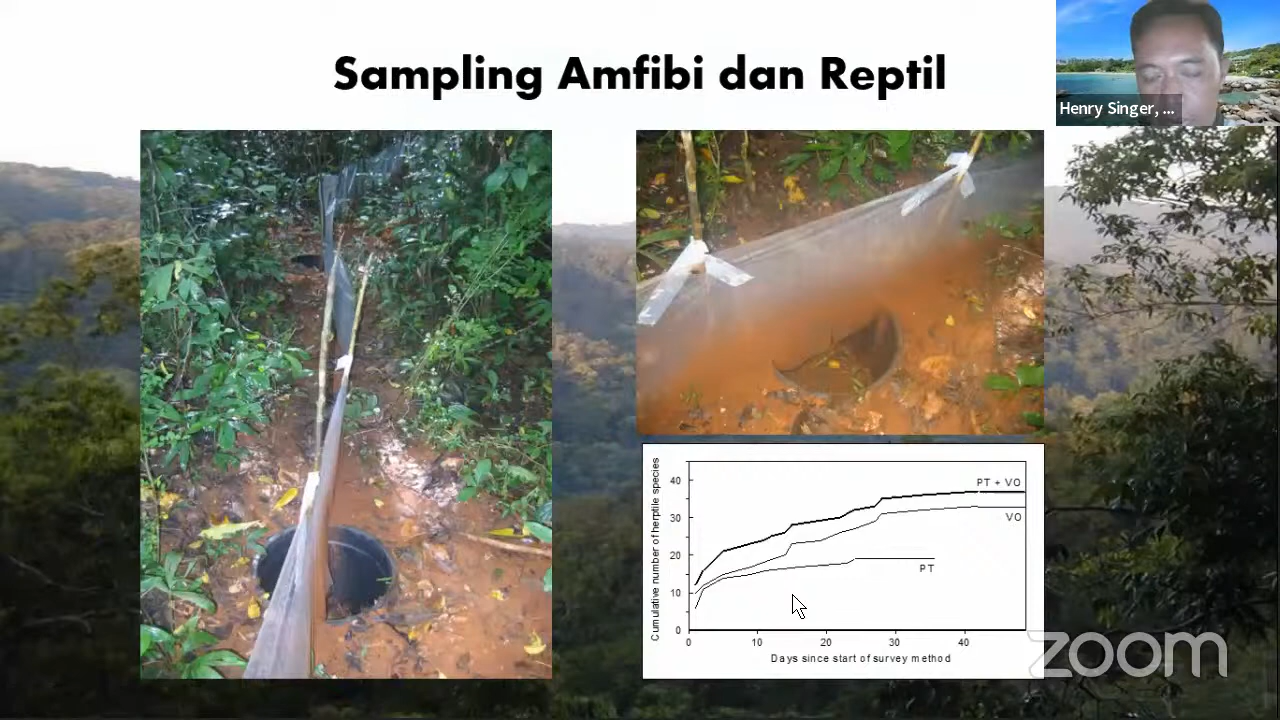 Sampling Amfibi dan Reptil
Henry Singer, ...
Cumulative number of herptile species
40
30
20
10
0
PT + VO
VO
PT
0 10 20 30 40
Days since start of survey method
zoom